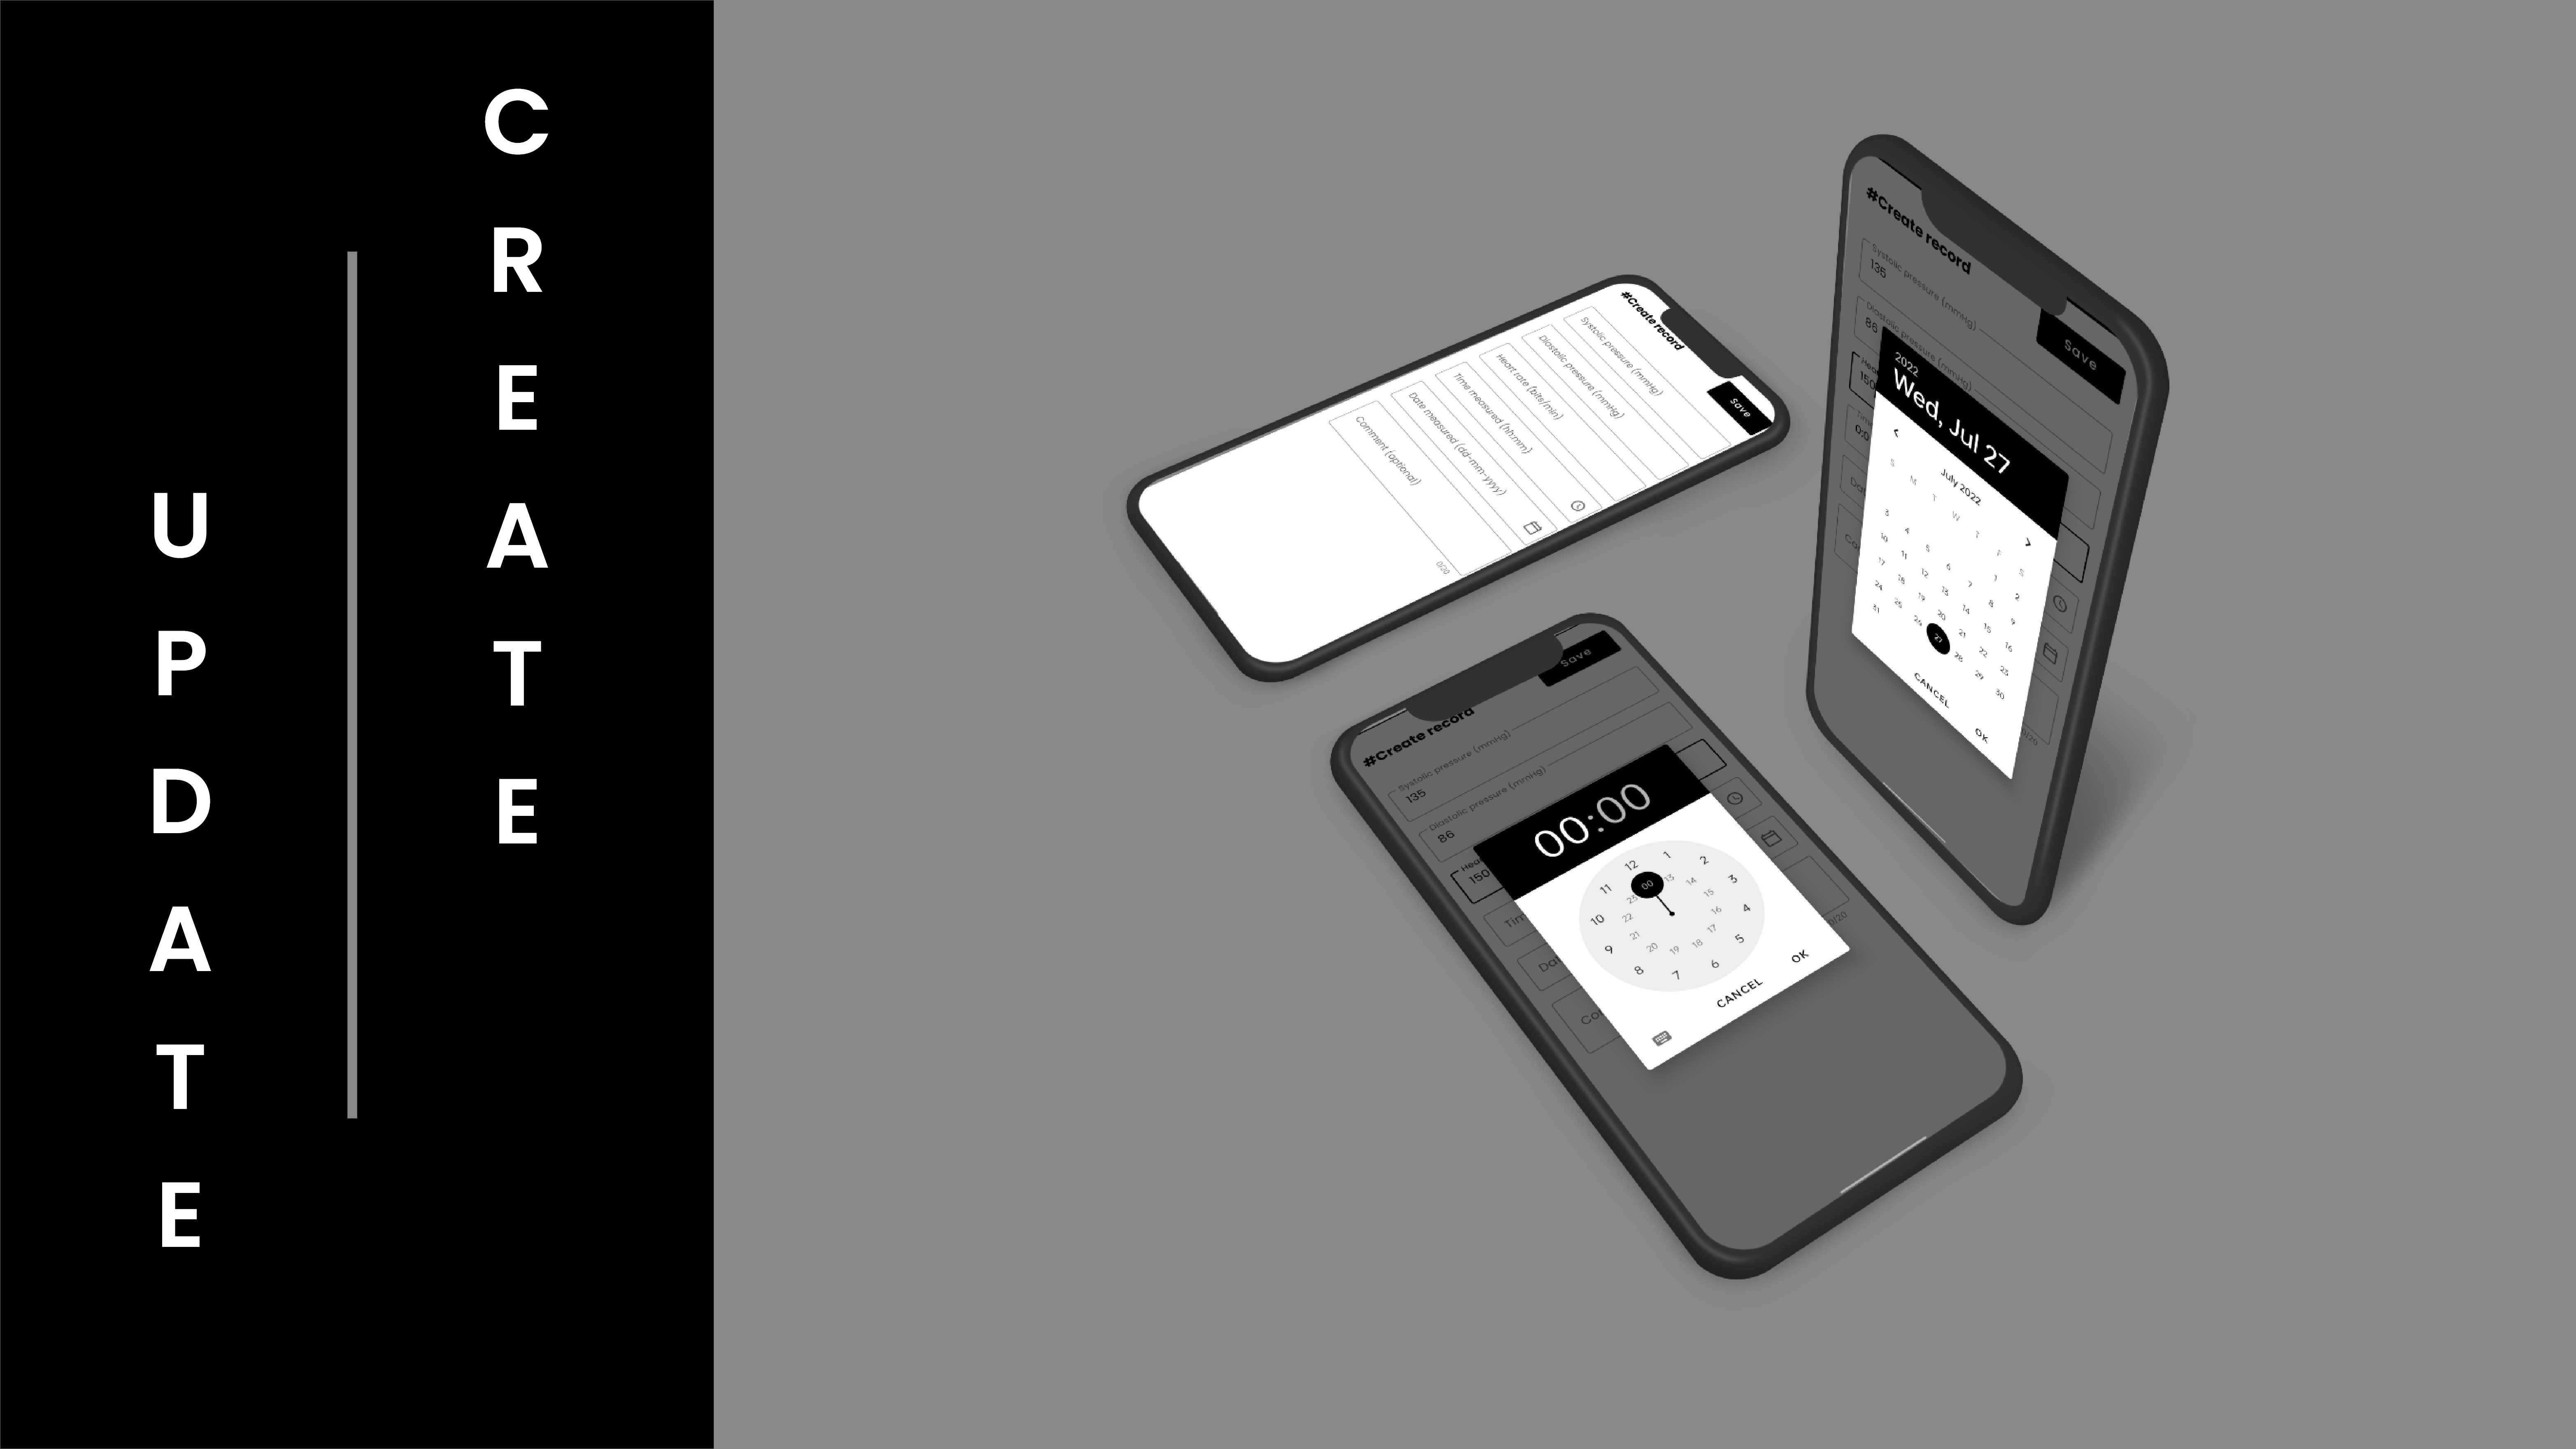 UPDATE
CREATE
#Create record
Save
Systolic pressure (mmHg)
Diastolic pressure (mmHg)
Heart rate (bits/min)
Time measured (hh:mm)
Date measured (dd-mm-yyyy)
Comment (optional)
0/20
#Create record
Save
Systolic pressure (mmHg)
135
Diastolic pressure (mmHg)
86
150
0:0
2022
Wed, Jul 27
July 2022
S M T W T F S
1 2
3 4 5 6 7 8 9
10 11 12 13 14 15 16
17 18 19 20 21 22 23
24 25 26 27 28 29 30
31
CANCEL
OK
Save
#Create record
Systolic pressure (mmHg)
135
Diastolic pressure (mmHg)
86
Hea
150
Tim
Dat
00:00
12 1 2 3 4 5 6 7 8 9 10 11
00 13 14 15 16 17 18 19 20 21 22 23
CANCEL
OK